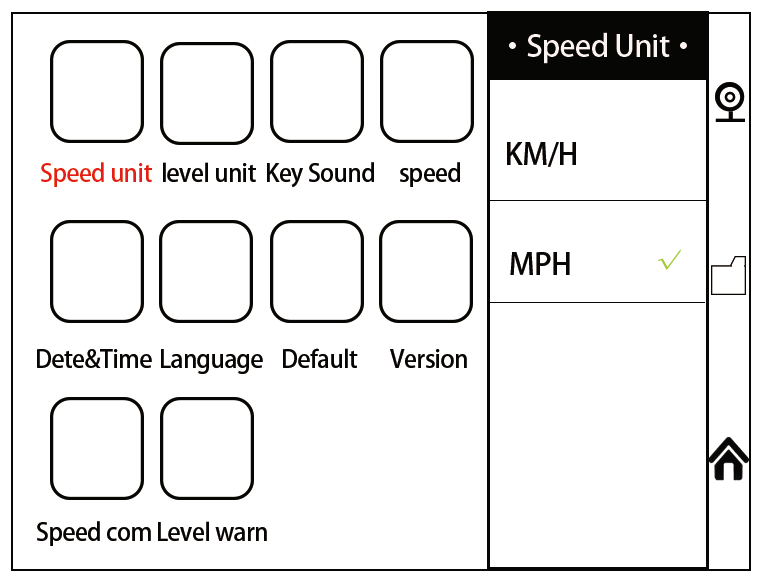 • Speed Unit •
Speed unit level unit Key Sound speed
KM/H
MPH ✓
Dete&Time Language Default Version
Speed com Level warn